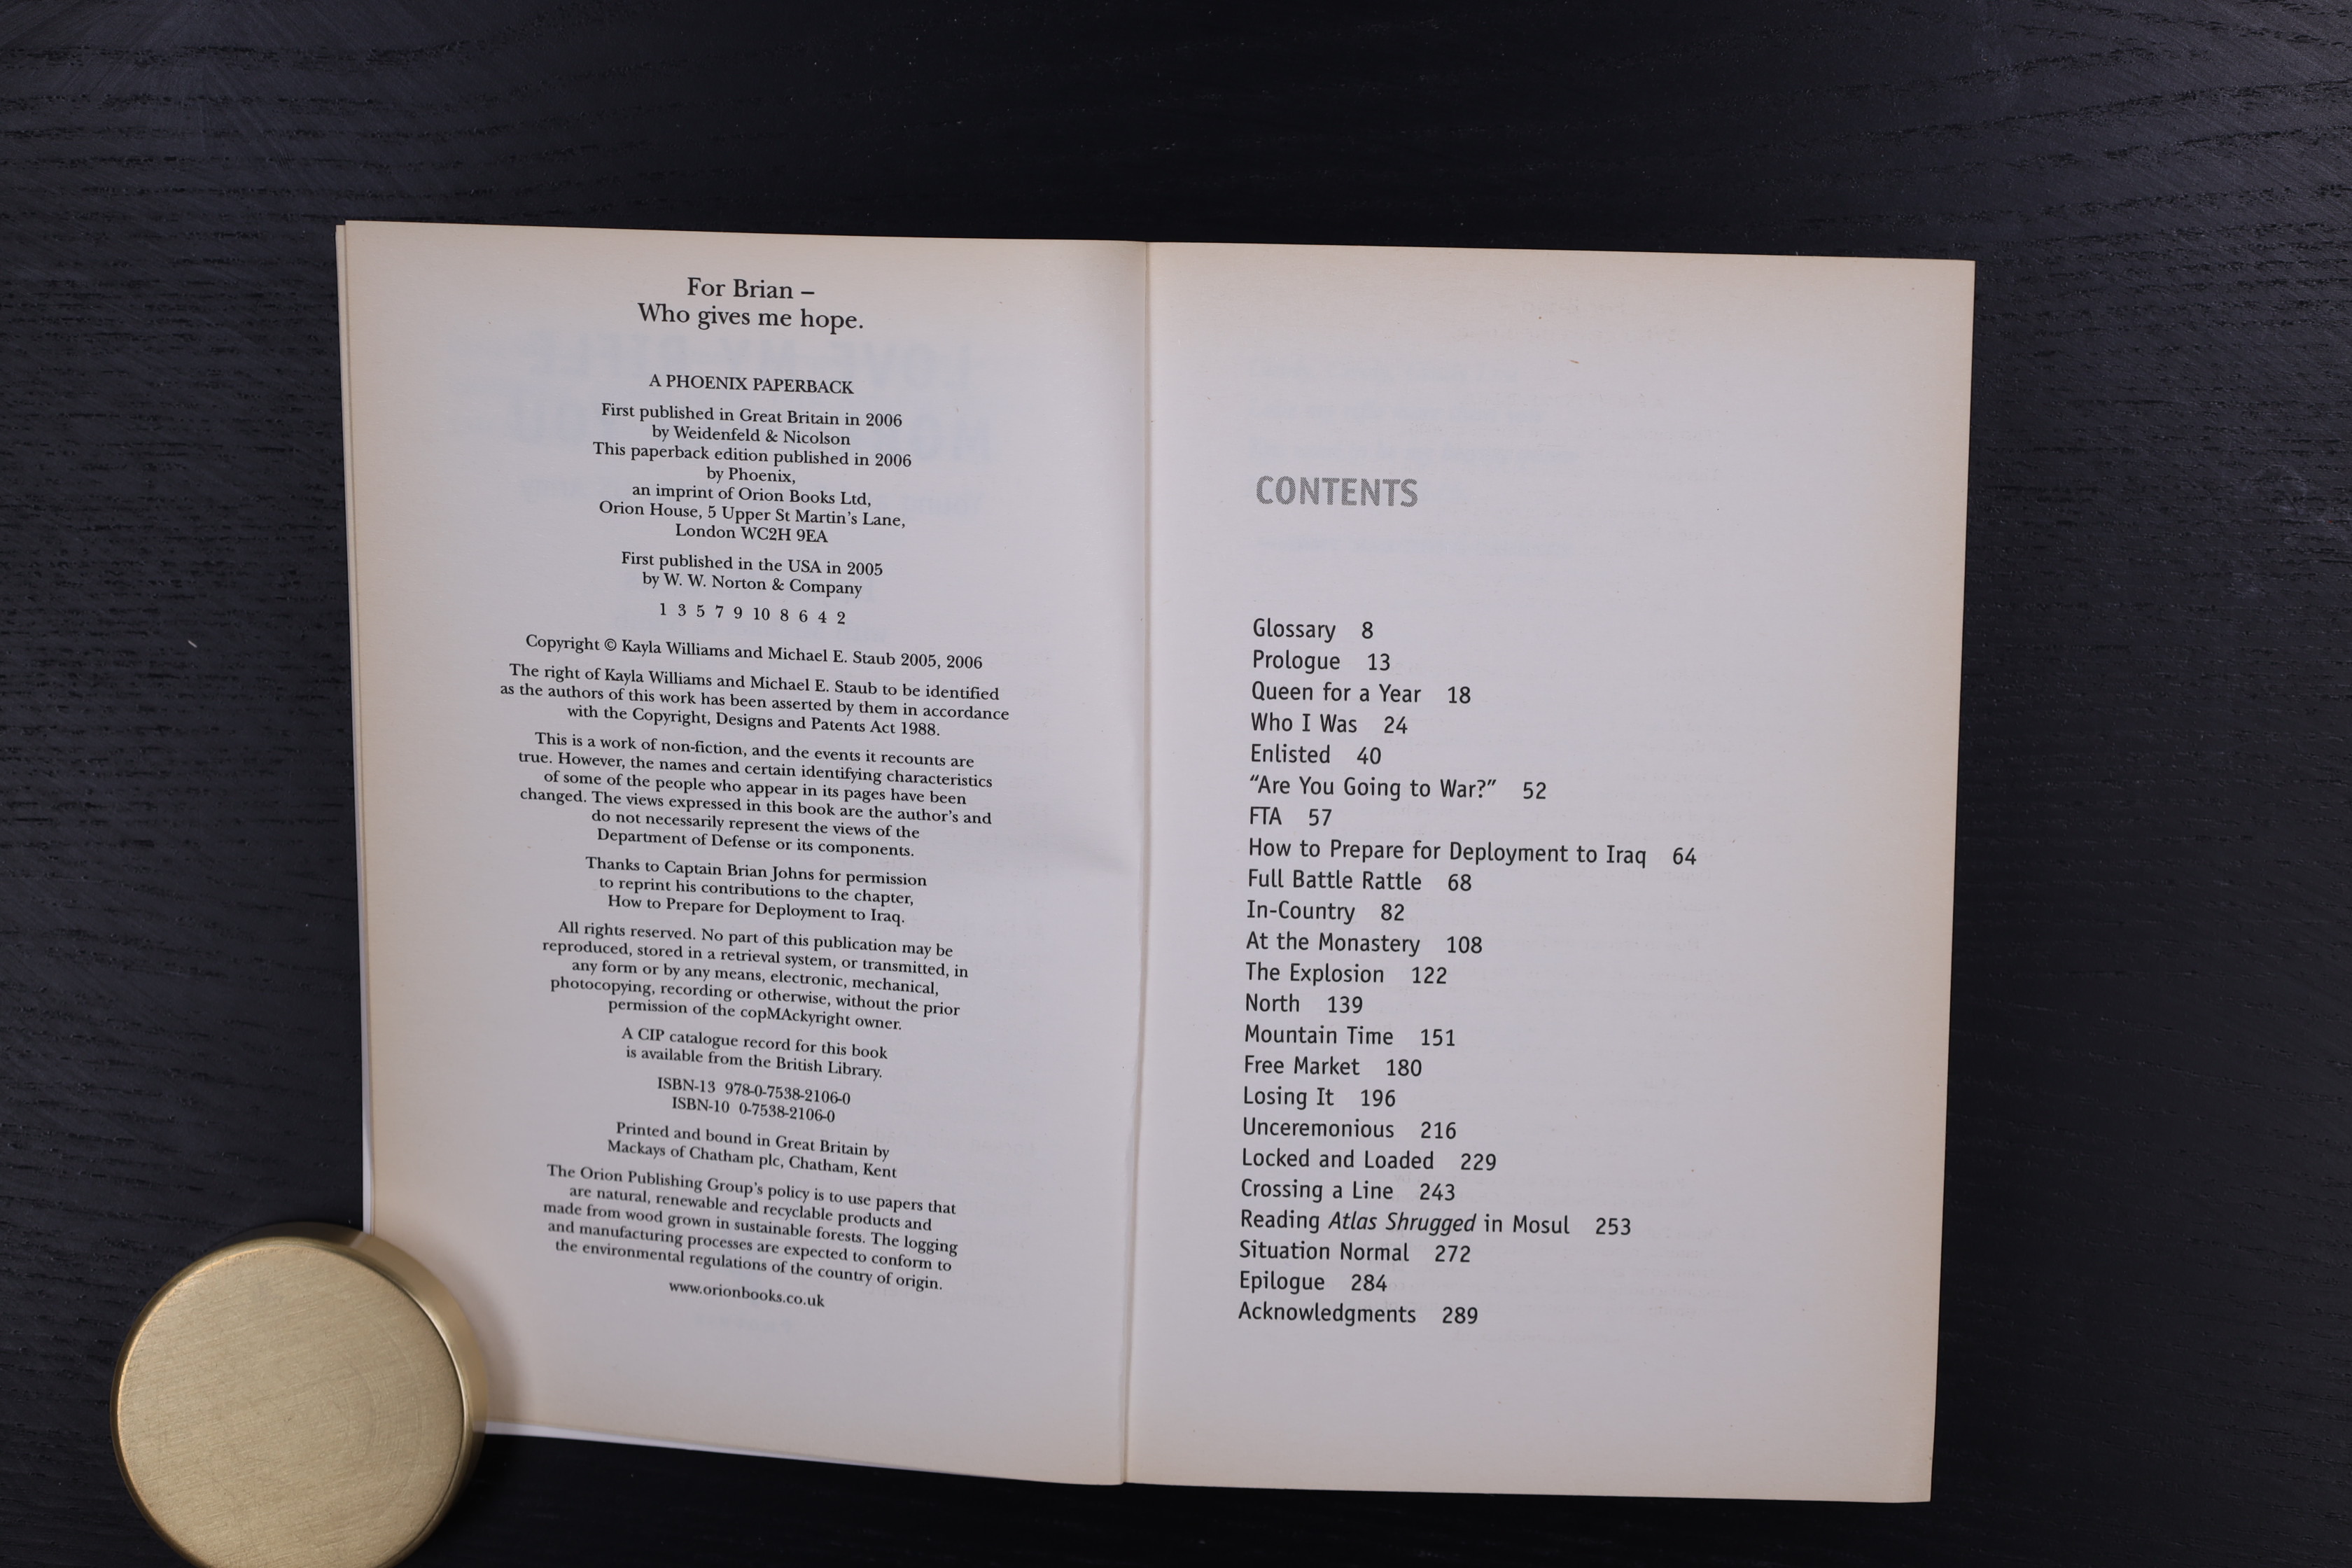 For Brian –
Who gives me hope.
A PHOENIX PAPERBACK
First published in Great Britain in 2006
by Weidenfeld & Nicolson
This paperback edition published in 2006
by Phoenix,
an imprint of Orion Books Ltd,
Orion House, 5 Upper St Martin's Lane,
London WC2H 9EA
First published in the USA in 2005
by W. W. Norton & Company
1 3 5 7 9 10 8 6 4 2
Copyright © Kayla Williams and Michael E. Staub 2005, 2006
The right of Kayla Williams and Michael E. Staub to be identified
as the authors of this work has been asserted by them in accordance
with the Copyright, Designs and Patents Act 1988.
This is a work of non-fiction, and the events it recounts are
true. However, the names and certain identifying characteristics
of some of the people who appear in its pages have been
changed. The views expressed in this book are the author's and
do not necessarily represent the views of the
Department of Defense or its components.
Thanks to Captain Brian Johns for permission
to reprint his contributions to the chapter,
How to Prepare for Deployment to Iraq.
All rights reserved. No part of this publication may be
reproduced, stored in a retrieval system, or transmitted, in
any form or by any means, electronic, mechanical,
photocopying, recording or otherwise, without the prior
permission of the copMAckyright owner.
A CIP catalogue record for this book
is available from the British Library.
ISBN-13 978-0-7538-2106-0
ISBN-10 0-7538-2106-0
Printed and bound in Great Britain by
Mackays of Chatham plc, Chatham, Kent
The Orion Publishing Group's policy is to use papers that
are natural, renewable and recyclable products and
made from wood grown in sustainable forests. The logging
and manufacturing processes are expected to conform to
the environmental regulations of the country of origin.
www.orionbooks.co.uk
CONTENTS
Glossary 8
Prologue 13
Queen for a Year 18
Who I Was 24
Enlisted 40
“Are You Going to War?” 52
FTA 57
How to Prepare for Deployment to Iraq 64
Full Battle Rattle 68
In-Country 82
At the Monastery 108
The Explosion 122
North 139
Mountain Time 151
Free Market 180
Losing It 196
Unceremonious 216
Locked and Loaded 229
Crossing a Line 243
Reading Atlas Shrugged in Mosul 253
Situation Normal 272
Epilogue 284
Acknowledgments 289